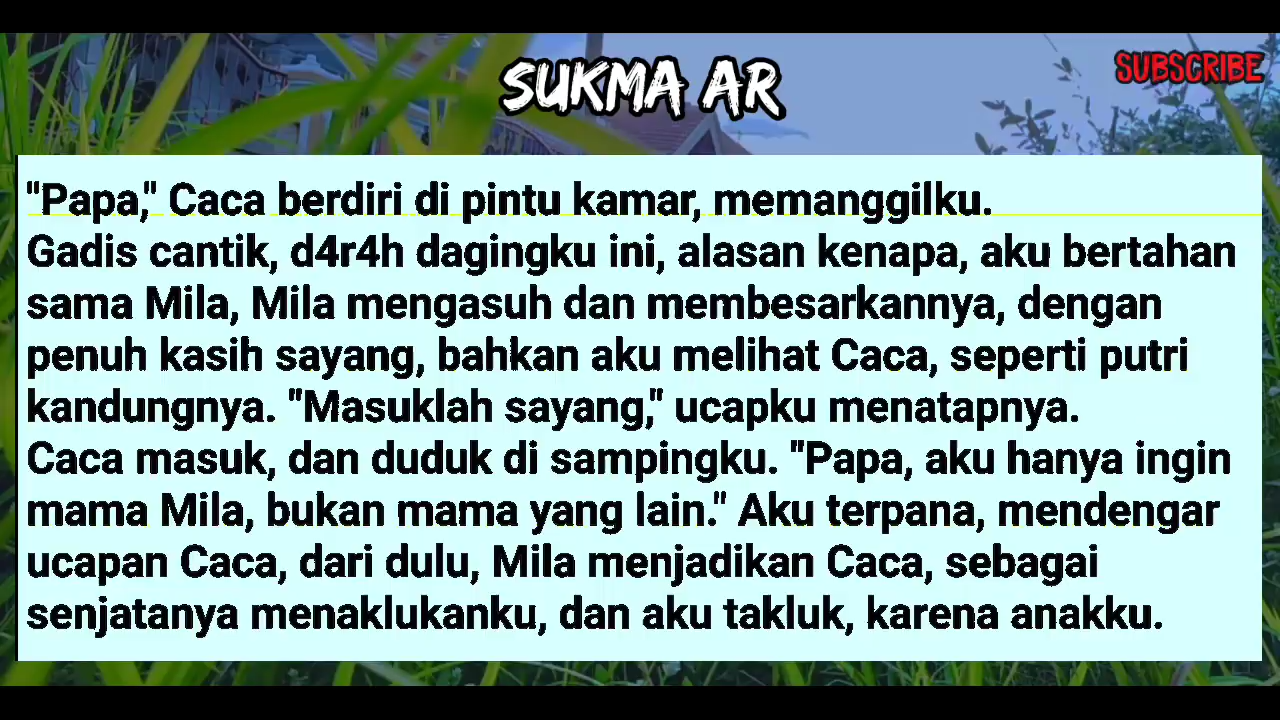 SUKMA AR
SUBSCRIBE
"Papa," Caca berdiri di pintu kamar, memanggilku.
Gadis cantik, d4r4h dagingku ini, alasan kenapa, aku bertahan
sama Mila, Mila mengasuh dan membesarkannya, dengan
penuh kasih sayang, bahkan aku melihat Caca, seperti putri
kandungnya. "Masuklah sayang," ucapku menatapnya.
Caca masuk, dan duduk di sampingku. "Papa, aku hanya ingin
mama Mila, bukan mama yang lain." Aku terpana, mendengar
ucapan Caca, dari dulu, Mila menjadikan Caca, sebagai
senjatanya menaklukanku, dan aku takluk, karena anakku.